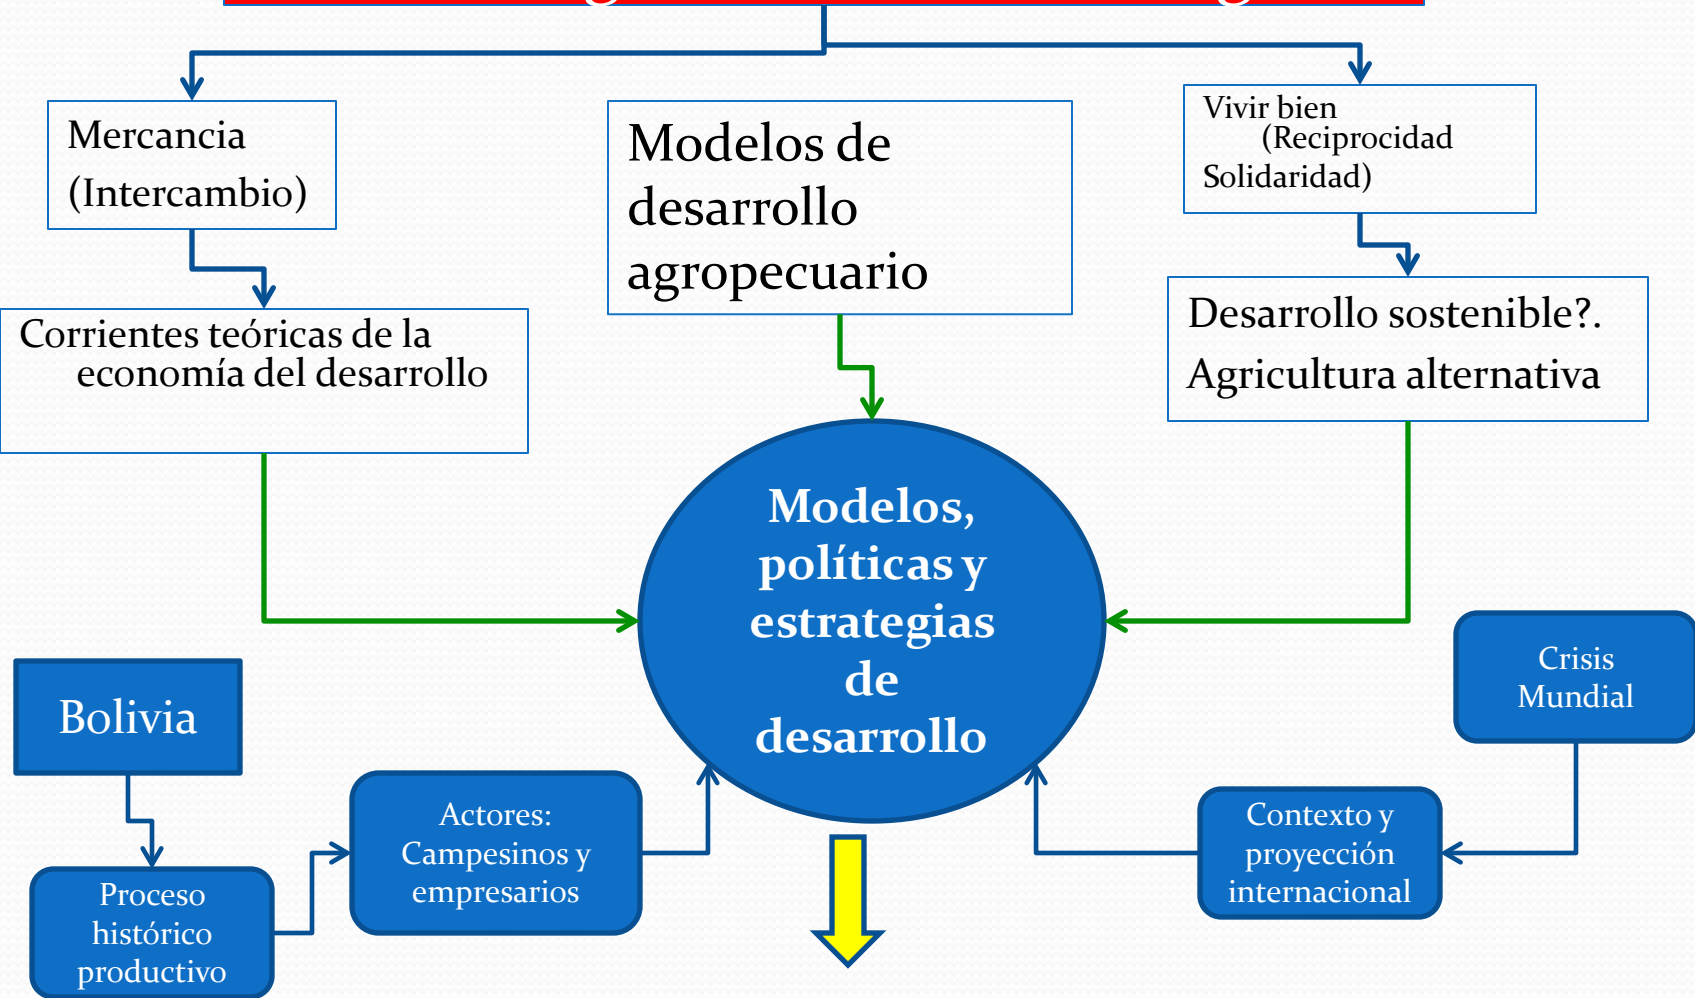 Mercancia
(Intercambio)
Modelos de
desarrollo
agropecuario
Vivir bien
(Reciprocidad
Solidaridad)
Corrientes teóricas de la
economía del desarrollo
Desarrollo sostenible?.
Agricultura alternativa
Modelos,
políticas y
estrategias
de
desarrollo
Bolivia
Proceso
histórico
productivo
Actores:
Campesinos y
empresarios
Crisis
Mundial
Contexto y
proyección
internacional